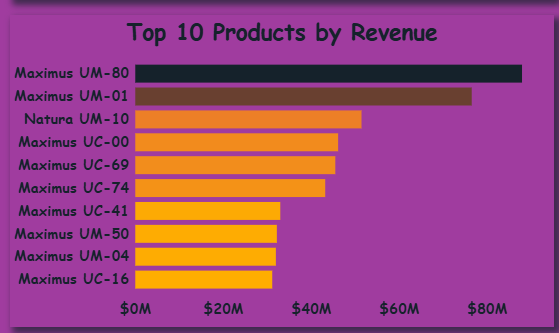 Top 10 Products by Revenue
Maximus UM-80
Maximus UM-01
Natura UM-10
Maximus UC-00
Maximus UC-69
Maximus UC-74
Maximus UC-41
Maximus UM-50
Maximus UM-04
Maximus UC-16
$0M $20M $40M $60M $80M